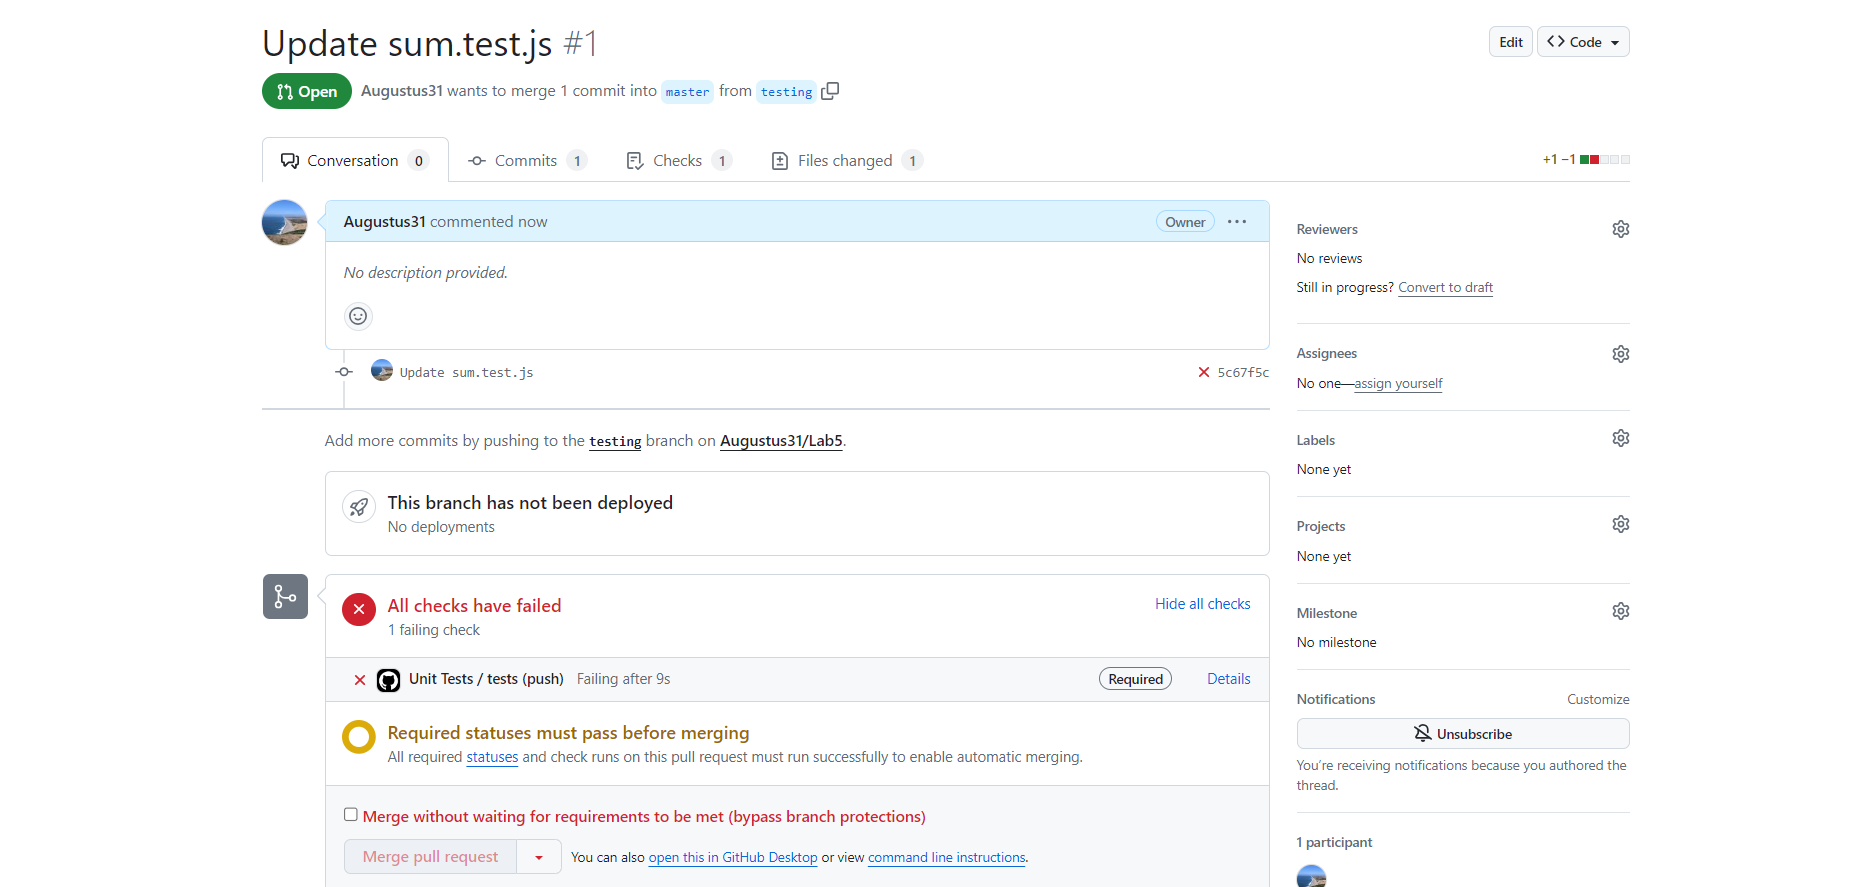 Update sum.test.js #1
Edit
Code
Open
Augustus31 wants to merge 1 commit into master from testing
Conversation 0
Commits 1
Checks 1
Files changed 1
+1 −1
Augustus31 commented now
Owner
No description provided.
Update sum.test.js
5c67f5c
Add more commits by pushing to the testing branch on Augustus31/Lab5.
This branch has not been deployed
No deployments
All checks have failed
Hide all checks
1 failing check
Unit Tests / tests (push) Failing after 9s
Required
Details
Required statuses must pass before merging
All required statuses and check runs on this pull request must run successfully to enable automatic merging.
Merge without waiting for requirements to be met (bypass branch protections)
Merge pull request
You can also open this in GitHub Desktop or view command line instructions.
Reviewers
No reviews
Still in progress? Convert to draft
Assignees
No one—assign yourself
Labels
None yet
Projects
None yet
Milestone
No milestone
Notifications
Customize
Unsubscribe
You're receiving notifications because you authored the
thread.
1 participant